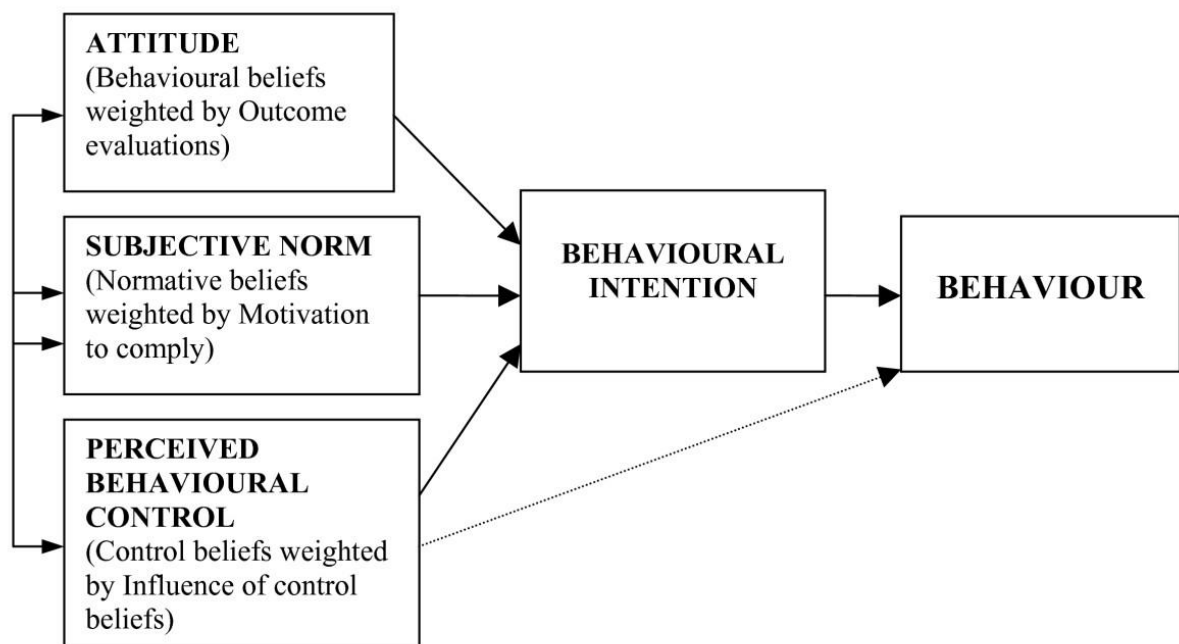 ATTITUDE
(Behavioural beliefs
weighted by Outcome
evaluations)
SUBJECTIVE NORM
(Normative beliefs
weighted by Motivation
to comply)
PERCEIVED
BEHAVIOURAL
CONTROL
(Control beliefs weighted
by Influence of control
beliefs)
BEHAVIOURAL
INTENTION
BEHAVIOUR